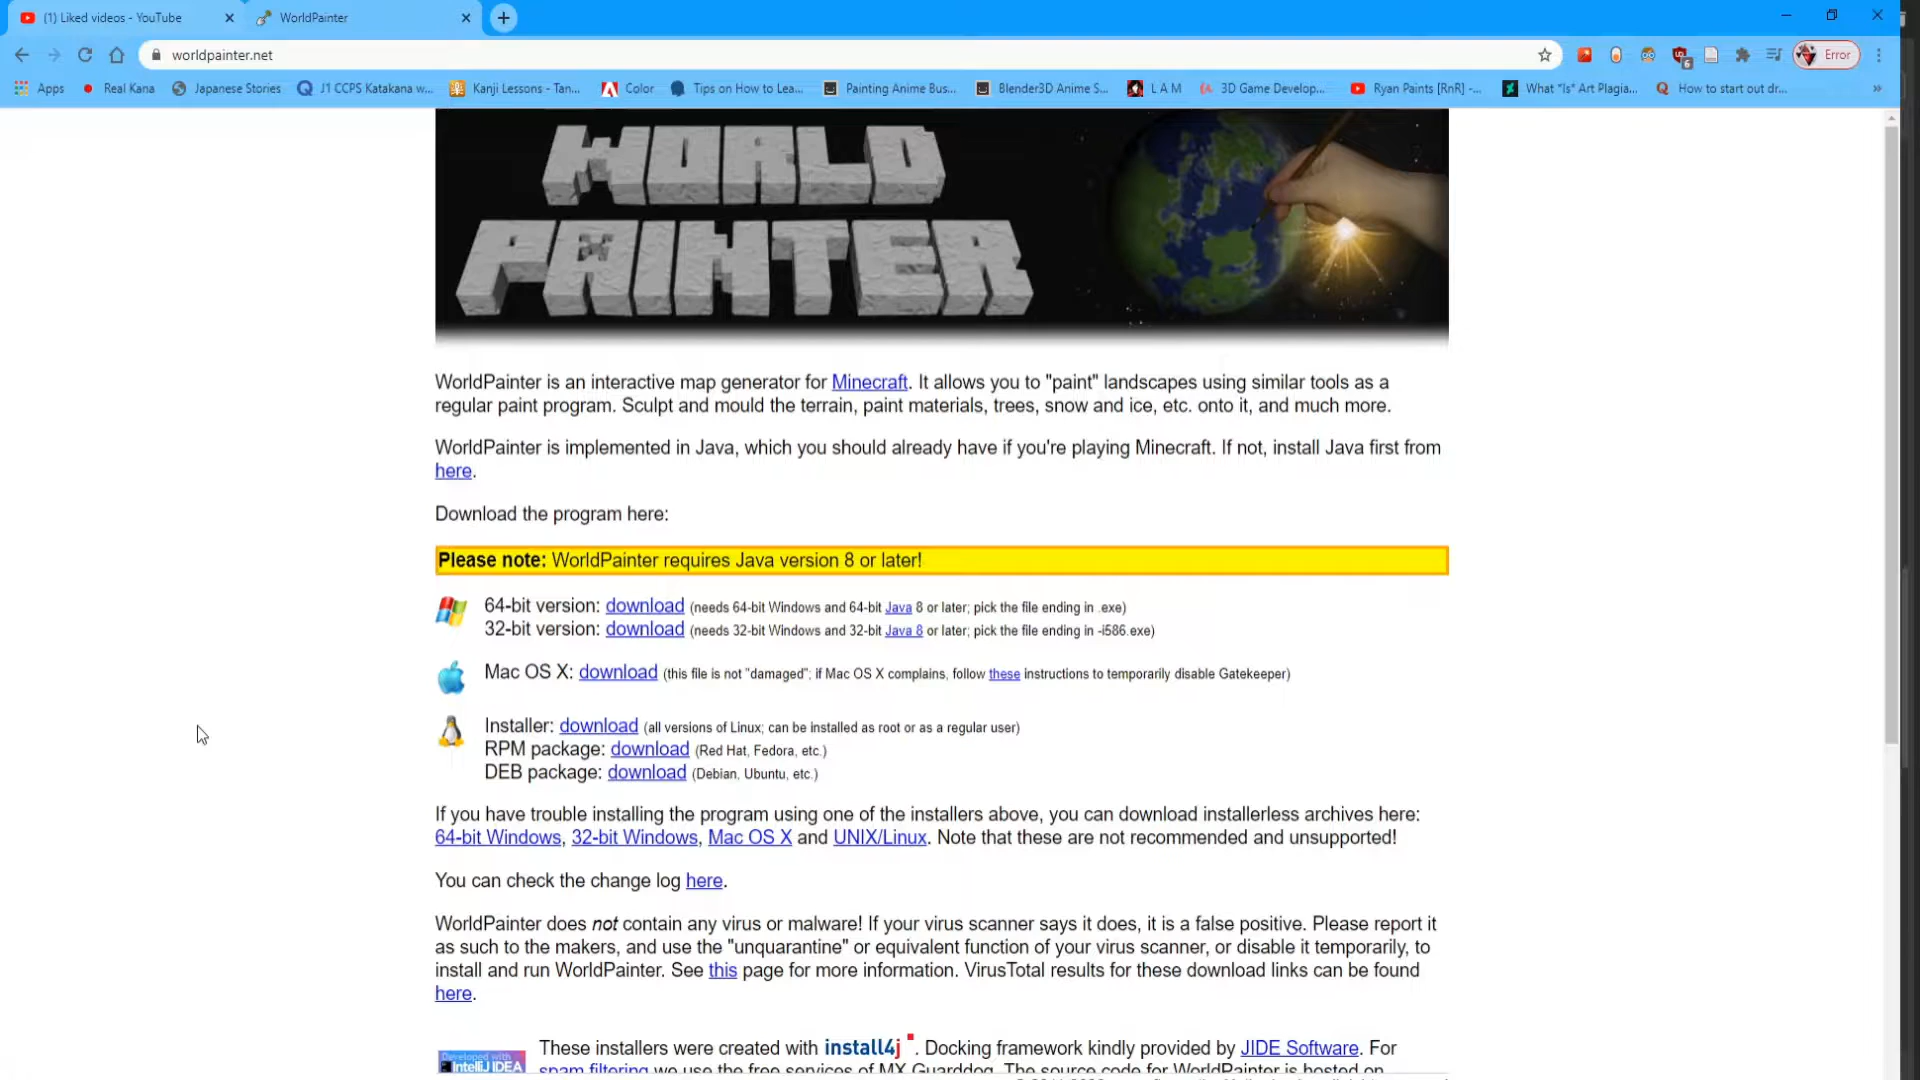 (1) Liked videos - YouTube
WorldPainter
worldpainter.net
Error
Apps
Real Kana
Japanese Stories
J1 CCPS Katakana w...
Kanji Lessons - Tan...
Color
Tips on How to Lea...
Painting Anime Bus...
Blender3D Anime S...
L A M
3D Game Develop...
Ryan Paints [RnR] -...
What "Is" Art Plagia...
How to start out dr...
WORLD
PAINTER
WorldPainter is an interactive map generator for Minecraft. It allows you to "paint" landscapes using similar tools as a
regular paint program. Sculpt and mould the terrain, paint materials, trees, snow and ice, etc. onto it, and much more.
WorldPainter is implemented in Java, which you should already have if you're playing Minecraft. If not, install Java first from
here.
Download the program here:
Please note: WorldPainter requires Java version 8 or later!
64-bit version: download (needs 64-bit Windows and 64-bit Java 8 or later; pick the file ending in .exe)
32-bit version: download (needs 32-bit Windows and 32-bit Java 8 or later; pick the file ending in -i586.exe)
Mac OS X: download (this file is not "damaged"; if Mac OS X complains, follow these instructions to temporarily disable Gatekeeper)
Installer: download (all versions of Linux; can be installed as root or as a regular user)
RPM package: download (Red Hat, Fedora, etc.)
DEB package: download (Debian, Ubuntu, etc.)
If you have trouble installing the program using one of the installers above, you can download installerless archives here:
64-bit Windows, 32-bit Windows, Mac OS X and UNIX/Linux. Note that these are not recommended and unsupported!
You can check the change log here.
WorldPainter does not contain any virus or malware! If your virus scanner says it does, it is a false positive. Please report it
as such to the makers, and use the "unquarantine" or equivalent function of your virus scanner, or disable it temporarily, to
install and run WorldPainter. See this page for more information. VirusTotal results for these download links can be found
here.
Developed with
IntelliJ IDEA
These installers were created with install4j. Docking framework kindly provided by JIDE Software. For
spam filtering we use the free services of MX Guarddog. The source code for WorldPainter is hosted on